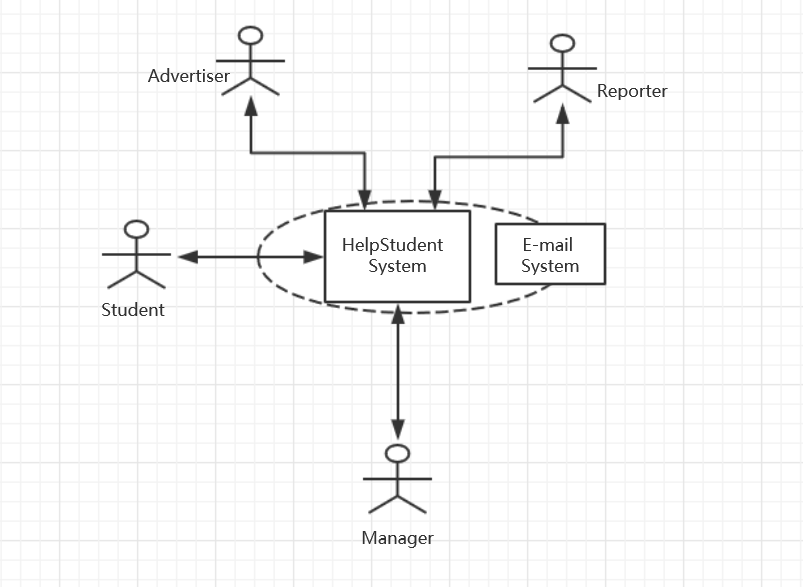 Advertiser
Reporter
HelpStudent
System
E-mail
System
Student
Manager